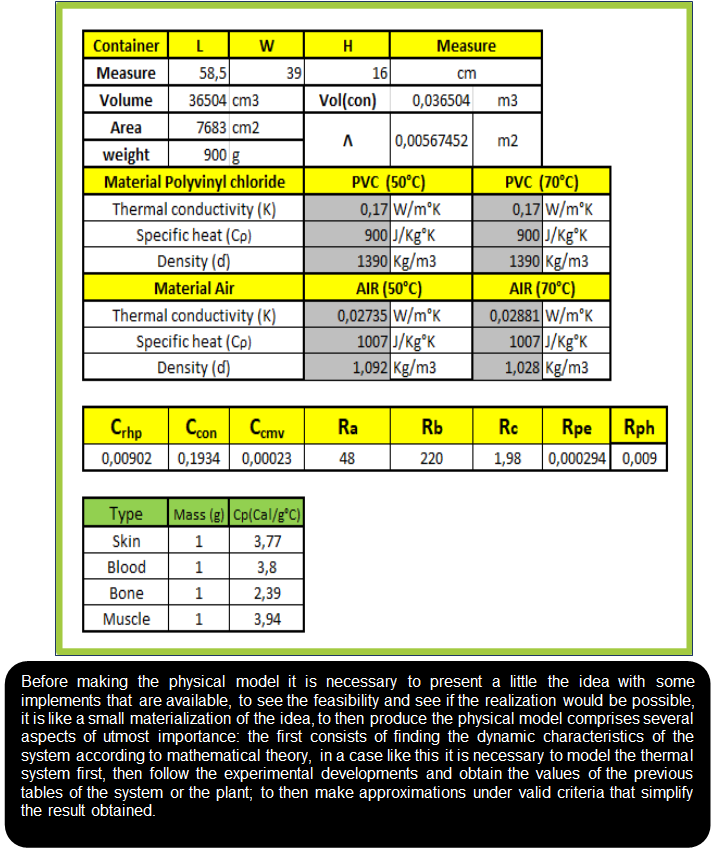 Container L W H Measure
Measure 58,5 39 16 cm
Volume 36504 cm3 Vol(con) 0,036504 m3
Area 7683 cm2 Λ 0,00567452 m2
weight 900 g
Material Polyvinyl chloride PVC (50°C) PVC (70°C)
Thermal conductivity (K) 0,17 W/m°K 0,17 W/m°K
Specific heat (Cρ) 900 J/Kg°K 900 J/Kg°K
Density (d) 1390 Kg/m3 1390 Kg/m3
Material Air AIR (50°C) AIR (70°C)
Thermal conductivity (K) 0,02735 W/m°K 0,02881 W/m°K
Specific heat (Cρ) 1007 J/Kg°K 1007 J/Kg°K
Density (d) 1,092 Kg/m3 1,028 Kg/m3
Crhp Ccon Ccmv Ra Rb Rc Rpe Rph
0,00902 0,1934 0,00023 48 220 1,98 0,000294 0,009
Type Mass (g) Cp(Cal/g°C)
Skin 1 3,77
Blood 1 3,8
Bone 1 2,39
Muscle 1 3,94
Before making the physical model it is necessary to present a little the idea with some
implements that are available, to see the feasibility and see if the realization would be possible,
it is like a small materialization of the idea, to then produce the physical model comprises several
aspects of utmost importance: the first consists of finding the dynamic characteristics of the
system according to mathematical theory, in a case like this it is necessary to model the thermal
system first, then follow the experimental developments and obtain the values of the previous
tables of the system or the plant; to then make approximations under valid criteria that simplify
the result obtained.